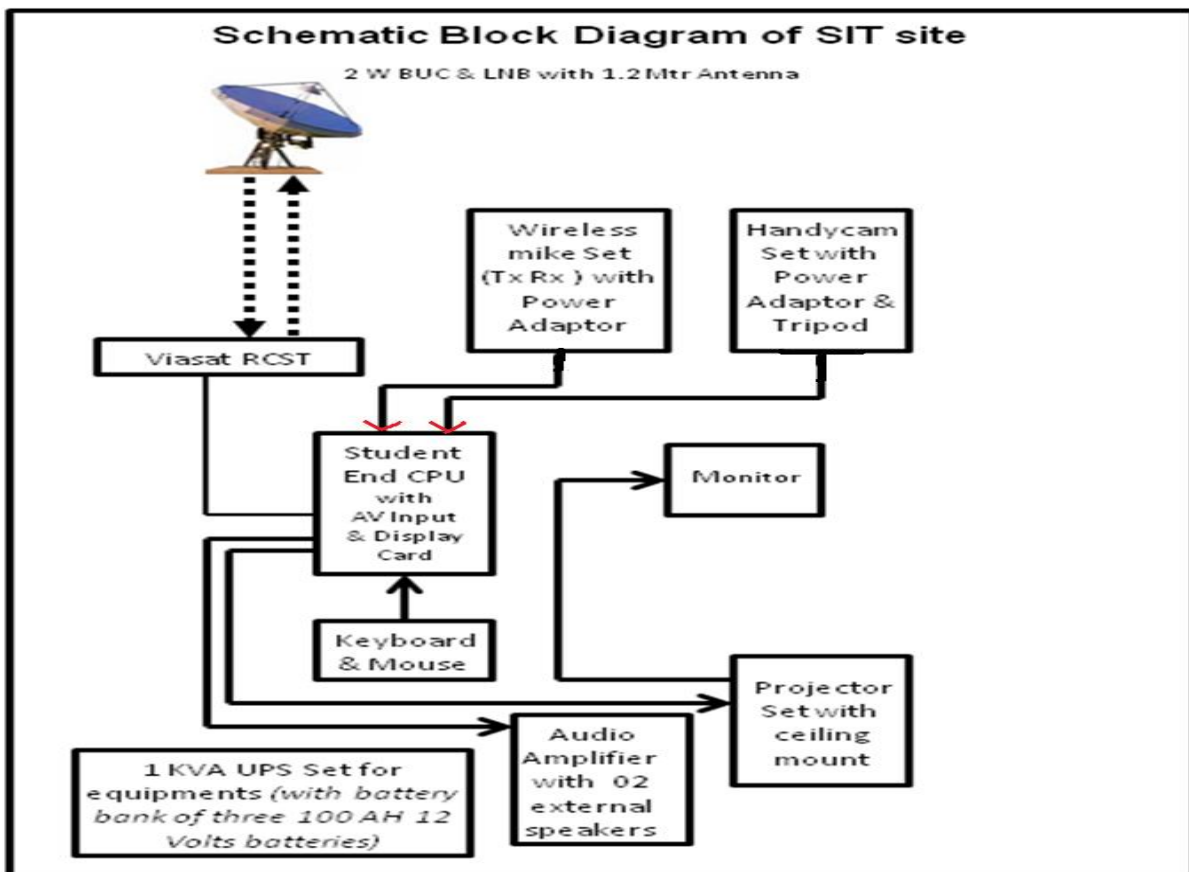 Schematic Block Diagram of SIT site
2 W BUC & LNB with 1.2 Mtr Antenna
Wireless
mike Set
(Tx Rx ) with
Power
Adaptor
Handycam
Set with
Power
Adaptor &
Tripod
Viasat RCST
Student
End CPU
with
AV Input
& Display
Card
Monitor
Keyboard
& Mouse
Projector
Set with
ceiling
mount
Audio
Amplifier
with 02
external
speakers
1 KVA UPS Set for
equipments (with battery
bank of three 100 AH 12
Volts batteries)